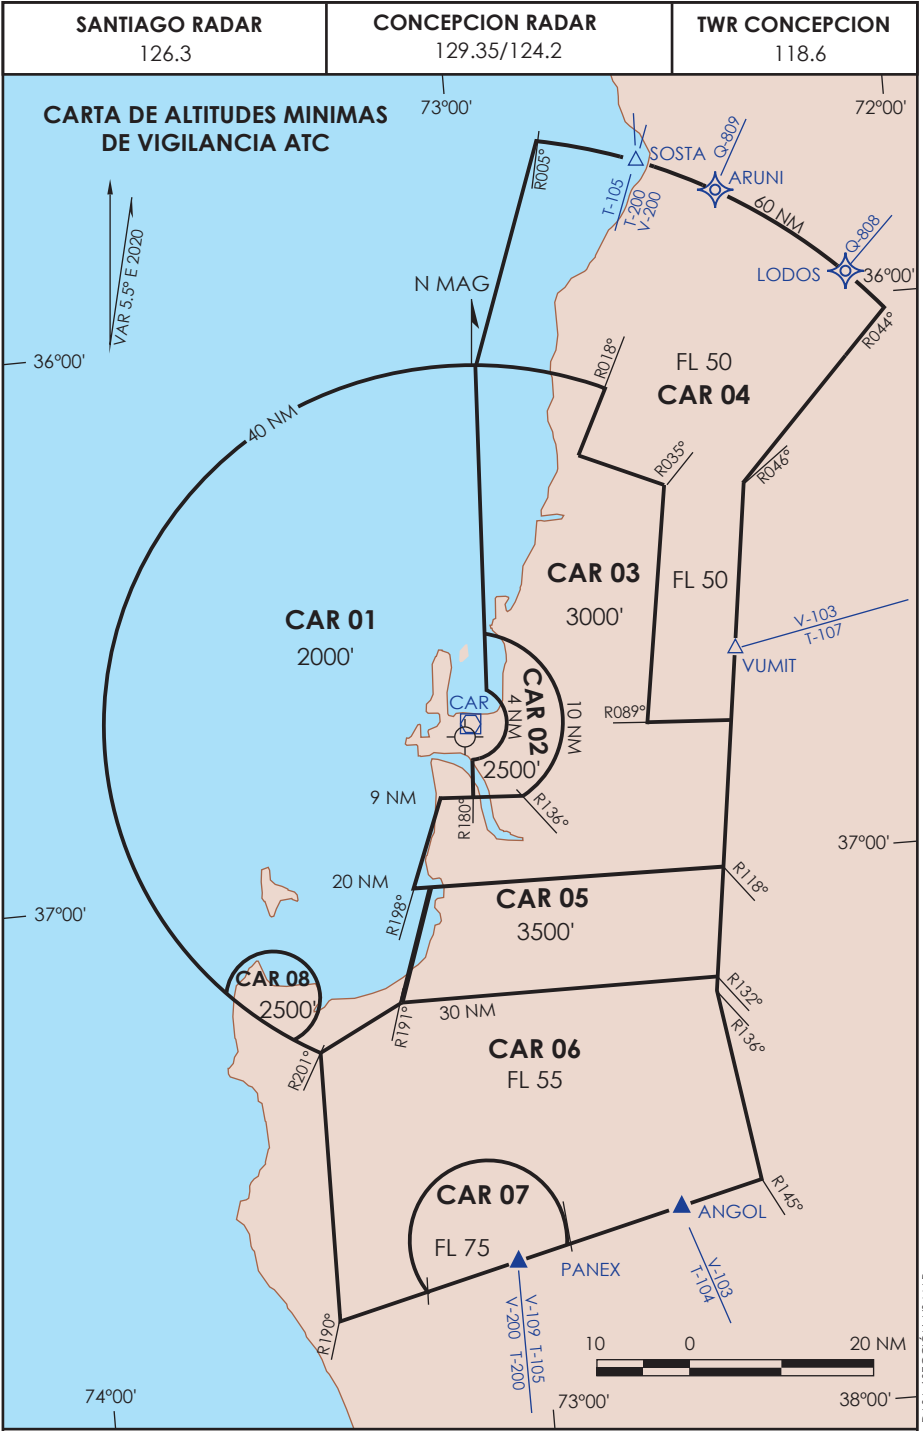 SANTIAGO RADAR
126.3
CONCEPCION RADAR
129.35/124.2
TWR CONCEPCION
118.6
CARTA DE ALTITUDES MINIMAS
DE VIGILANCIA ATC
73°00'
72°00'
VAR 5.5° E 2020
N MAG
R005°
SOSTA
Q-809
ARUNI
T-105
T-200
V-200
60 NM
Q-808
LODOS
36°00'
R044°
36°00'
R018°
FL 50
CAR 04
40 NM
R035°
R046°
CAR 03
3000'
FL 50
CAR 01
2000'
V-103
T-107
VUMIT
CAR
CAR 02
4 NM
10 NM
2500'
R089°
9 NM
R180°
R136°
37°00'
20 NM
R198°
CAR 05
3500'
R118°
37°00'
CAR 08
2500'
R191°
30 NM
R132°
R136°
R201°
CAR 06
FL 55
CAR 07
FL 75
R145°
ANGOL
PANEX
V-103
T-104
R190°
V-109 T-105
V-200 T-200
10 0 20 NM
74°00'
73°00'
38°00'